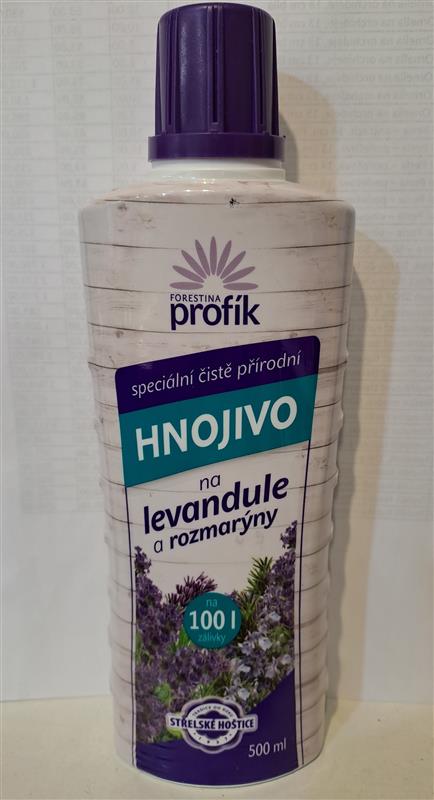 FORESTINA
profík
speciální čistě přírodní
HNOJIVO
na
levandule
a rozmarýny
na
100 l
zálivky
STŘELSKÉ HOŠTICE
500 ml